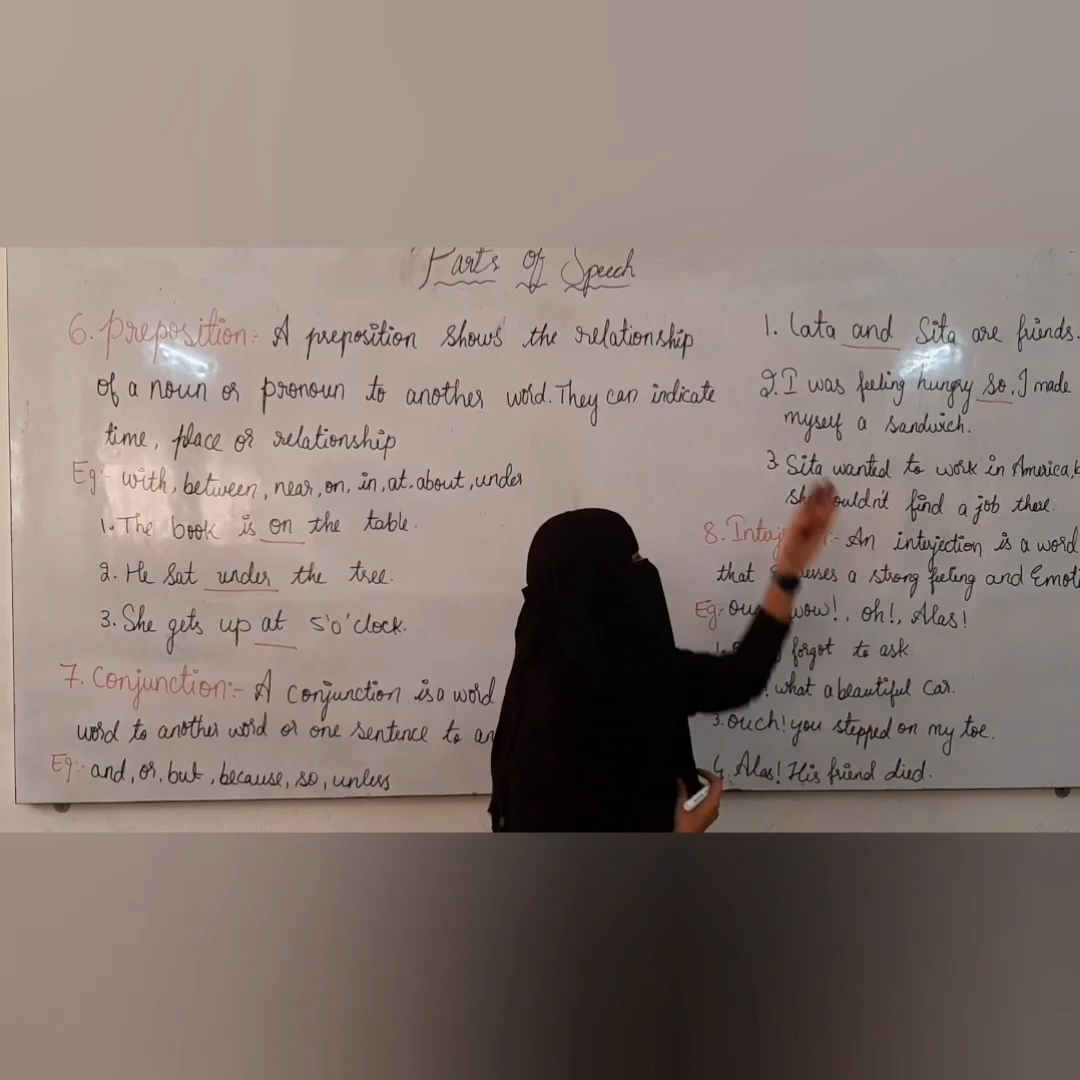 Parts Of Speech
6. Preposition:- A preposition shows the relationship
of a noun or pronoun to another word. They can indicate
time, place or relationship
Eg:- with, between, near, on, in, at, about, under
1. The book is on the table.
2. He sat under the tree.
3. She gets up at 5'o'clock.
7. Conjunction:- A conjunction is a word
word to another word or one sentence to
Eg:- and, or, but, because, so, unless
1. Lata and Sita are friends.
2. I was feeling hungry so. I made
myself a sandwich.
3 Sita wanted to work in America,
find a job there.
8. :- An interjection is a word
that a strong feeling and
Eg:- wow!, oh!, Alas!
forgot to ask.
what a beautiful car.
3. ouch! you stepped on my toe.
4. Alas! His friend died.